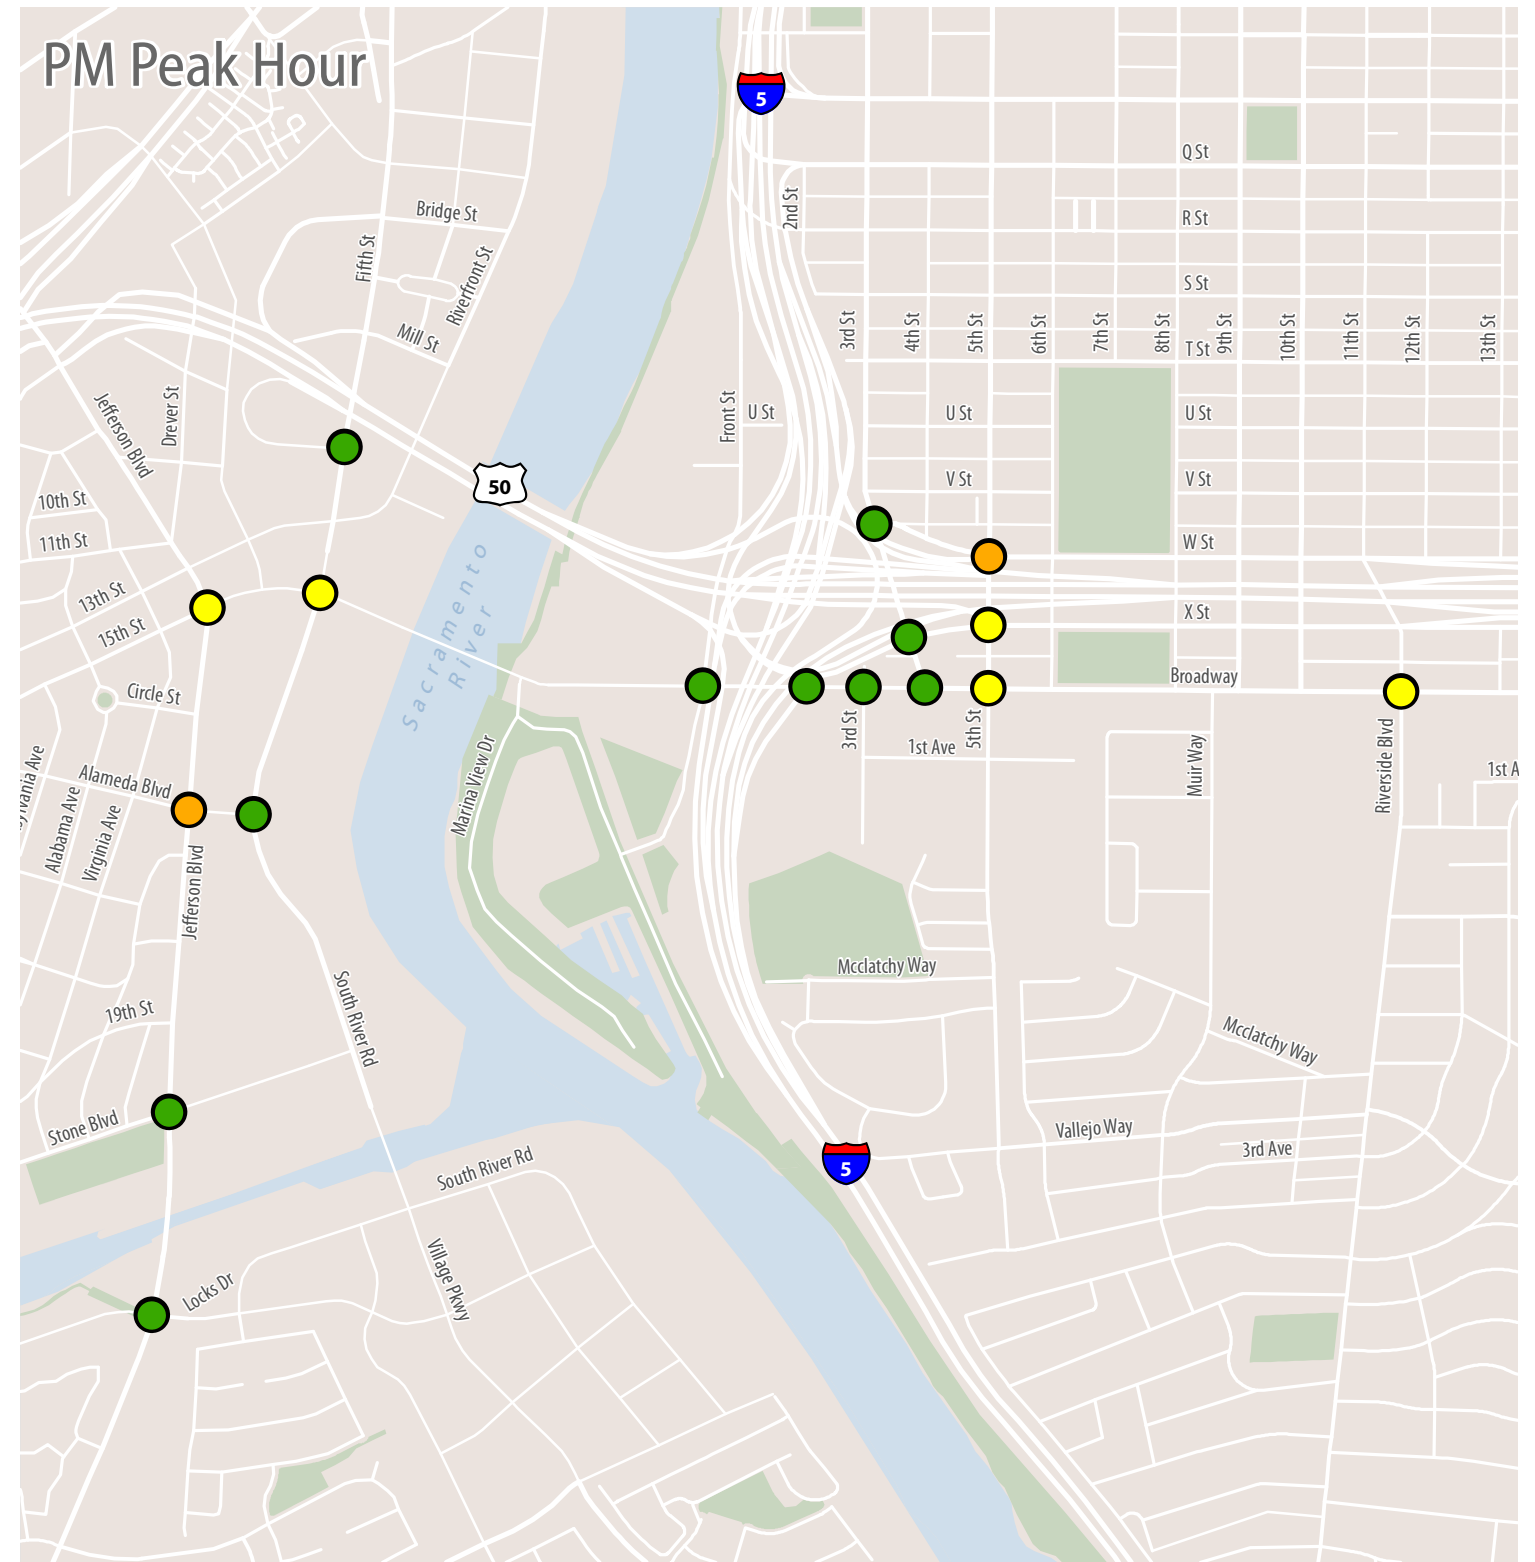 PM Peak Hour
5
Q St
Bridge St
2nd St
R St
Fifth St
Riverfront St
S St
Mill St
3rd St
4th St
5th St
6th St
7th St
8th St
9th St
10th St
11th St
12th St
13th St
T St
Jefferson Blvd
Drever St
Front St
U St
U St
U St
V St
V St
50
10th St
11th St
W St
Sacramento
River
13th St
15th St
X St
Circle St
Broadway
3rd St
5th St
1st Ave
Muir Way
Riverside Blvd
1st A
Marina View Dr
ylvania Ave
Alabama Ave
Virginia Ave
Alameda Blvd
Jefferson Blvd
Mcclatchy Way
South River Rd
19th St
Mcclatchy Way
Stone Blvd
Vallejo Way
3rd Ave
5
South River Rd
Village Pkwy
Locks Dr